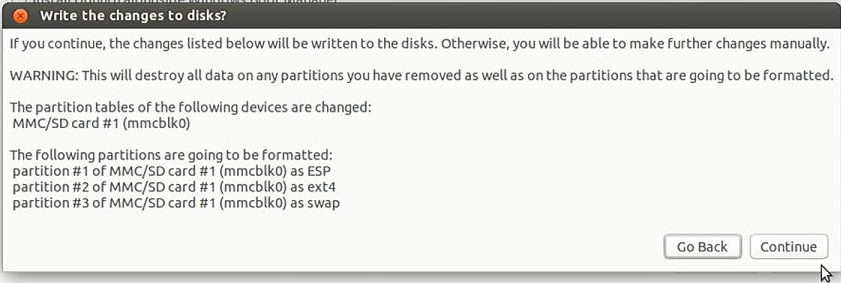 Write the changes to disks?
If you continue, the changes listed below will be written to the disks. Otherwise, you will be able to make further changes manually.
WARNING: This will destroy all data on any partitions you have removed as well as on the partitions that are going to be formatted.
The partition tables of the following devices are changed:
MMC/SD card #1 (mmcblk0)
The following partitions are going to be formatted:
partition #1 of MMC/SD card #1 (mmcblk0) as ESP
partition #2 of MMC/SD card #1 (mmcblk0) as ext4
partition #3 of MMC/SD card #1 (mmcblk0) as swap
Go Back Continue